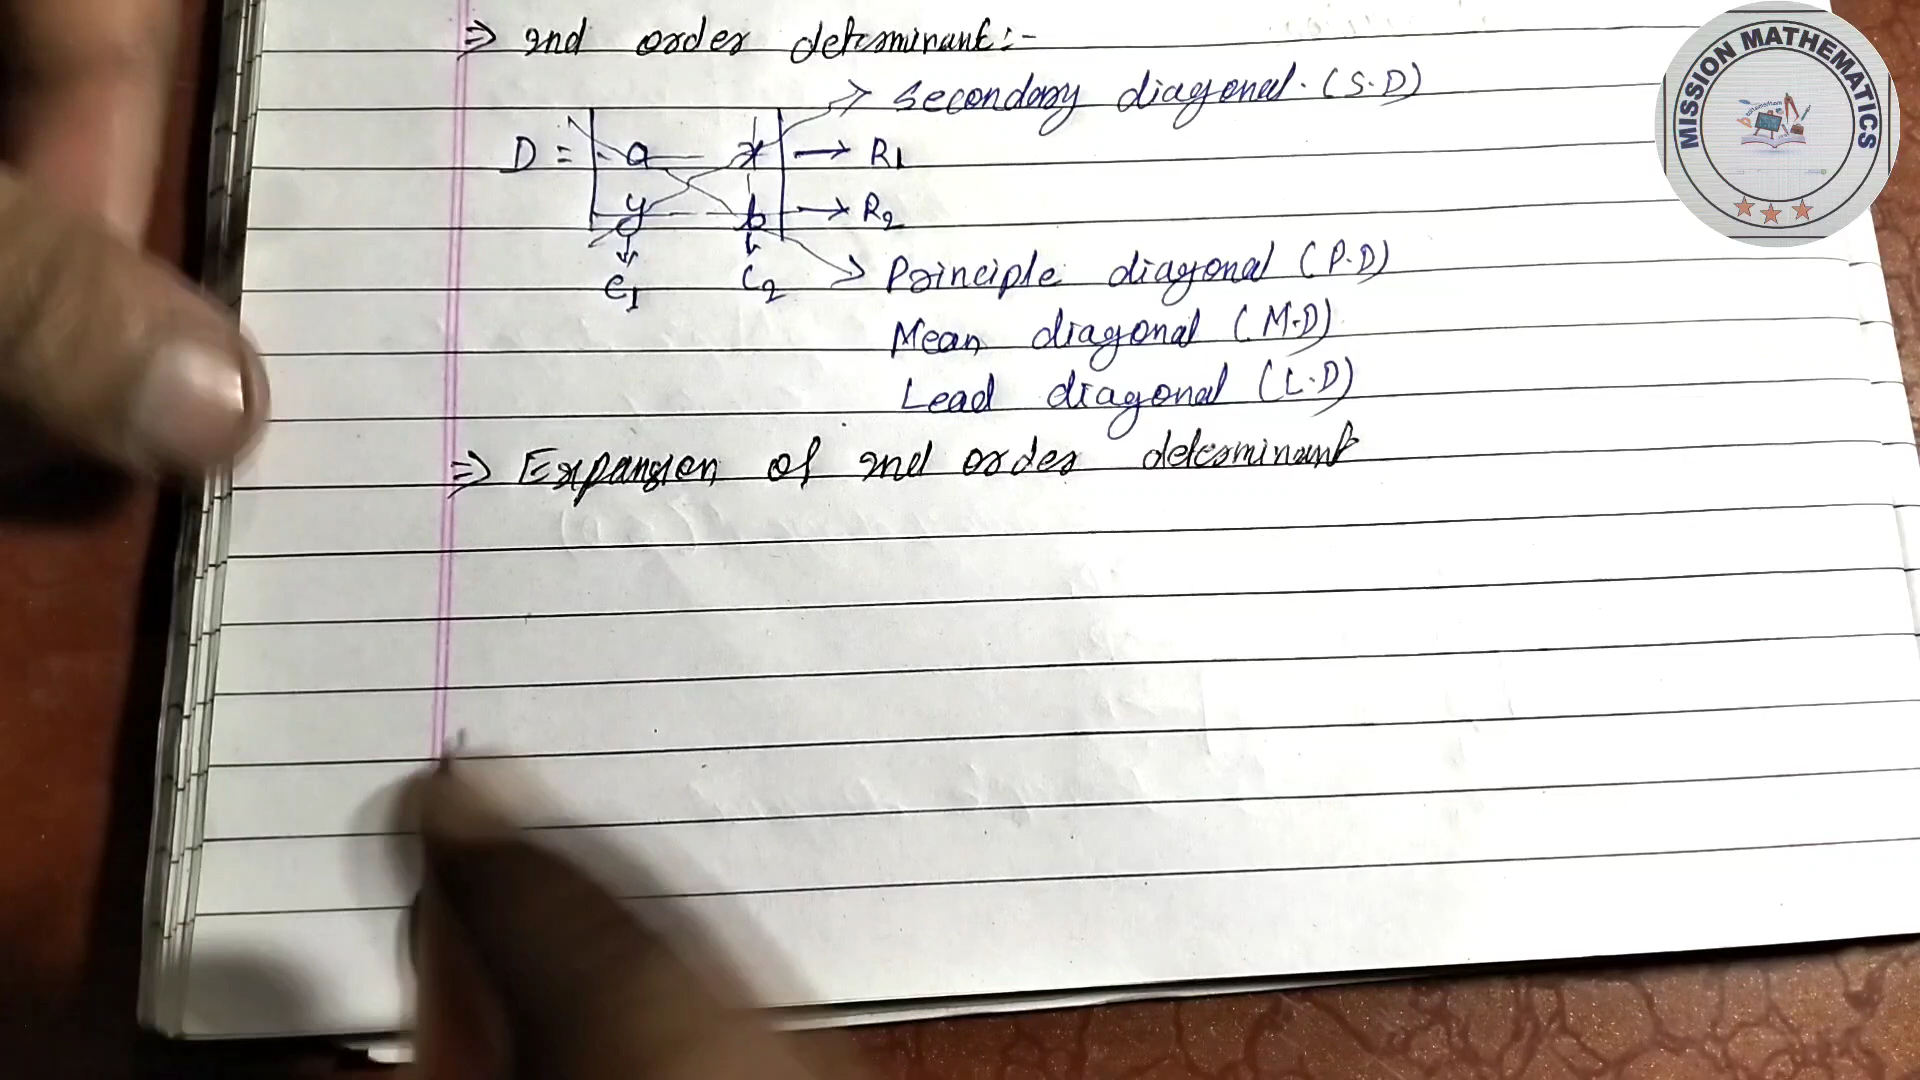 ⇒ 2nd order determinant:-
→ Secondary diagonal. (S.D)
D = | a x | → R1
| y b | → R2
C1 C2
→ Principle diagonal (P.D)
Mean diagonal (M.D)
Lead diagonal (L.D)
⇒ Expansion of 2nd order determinant
MISSION MATHEMATICS